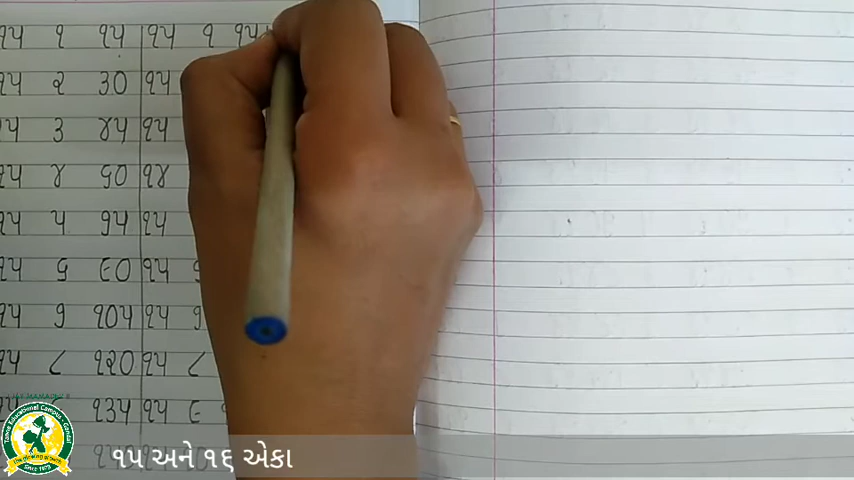 ૧૫ ૧ ૧૫ ૧૫ ૧ ૧૫
૧૫ ૨ ૩૦ ૧૫
૧૫ ૩ ૪૫ ૧૫
૧૫ ૪ ૬૦ ૧૪
૧૫ ૫ ૭૫ ૧૫
૧૫ ૬ ૯૦ ૧૫
૧૫ ૭ ૧૦૫ ૧૫ ૭
૧૫ ૮ ૧૨૦ ૧૫ ૮
૧૩૫ ૧૫ ૯
૧૫ અને ૧૬ એકા